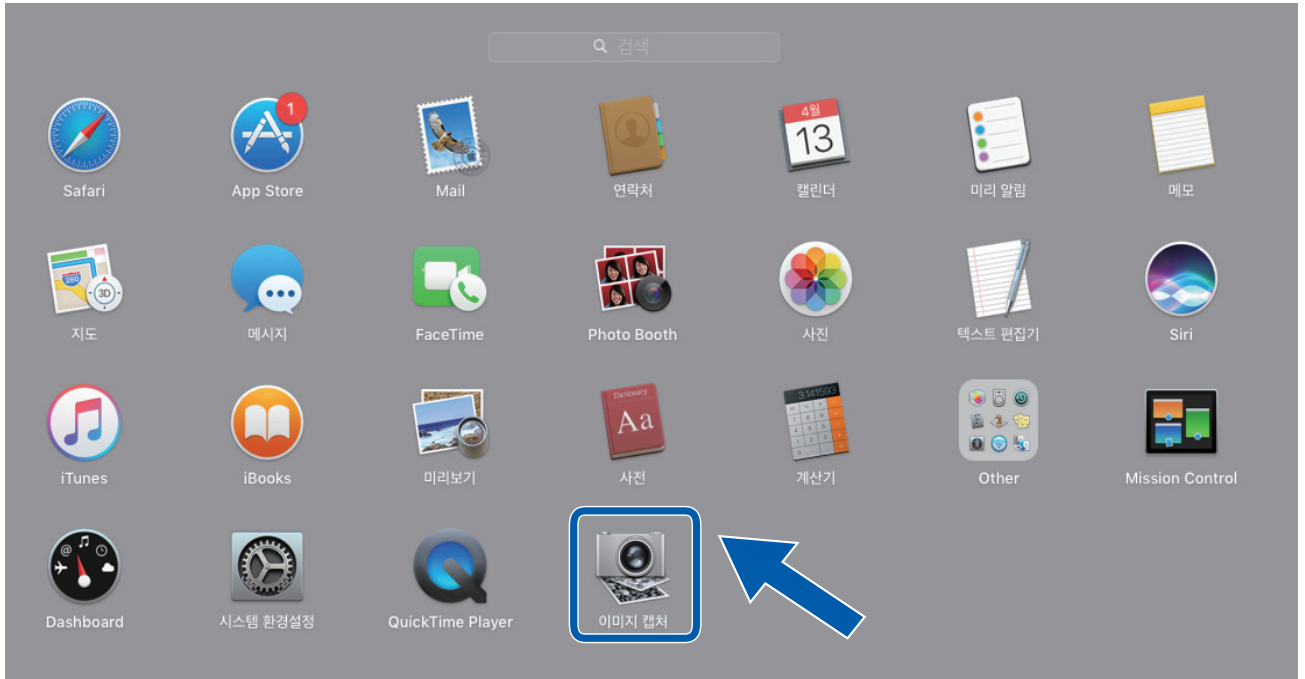 검색
1
4월
13
Safari
App Store
Mail
연락처
캘린더
미리 알림
메모
280
3D
지도
메시지
FaceTime
Photo Booth
사진
텍스트 편집기
Siri
Dictionary
Aa
3.141593
iTunes
iBooks
미리보기
사전
계산기
Other
Mission Control
@
Dashboard
시스템 환경설정
QuickTime Player
이미지 캡처